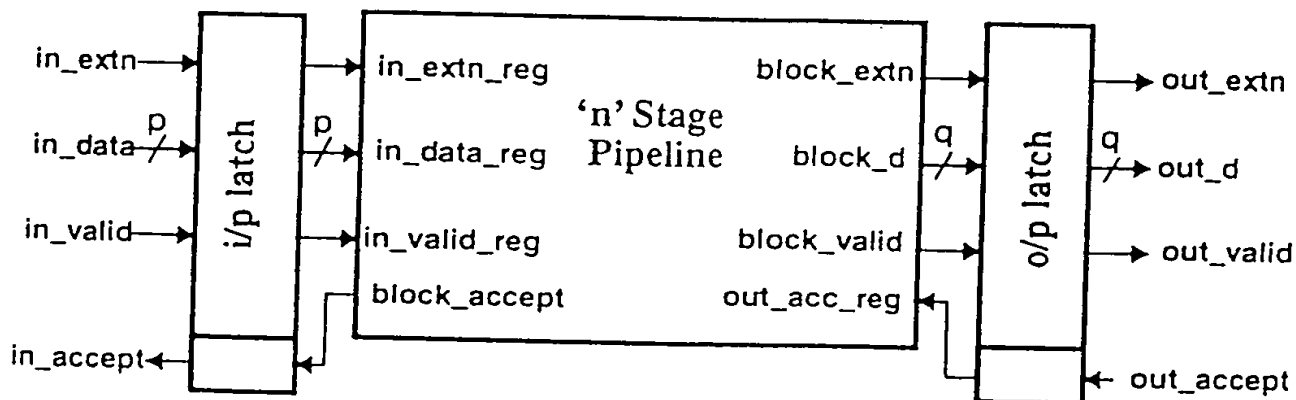 in_extn
in_data
in_valid
in_accept
p
i/p latch
p
in_extn_reg
in_data_reg
in_valid_reg
block_accept
'n' Stage
Pipeline
block_extn
block_d
block_valid
out_acc_reg
q
o/p latch
q
out_extn
out_d
out_valid
out_accept